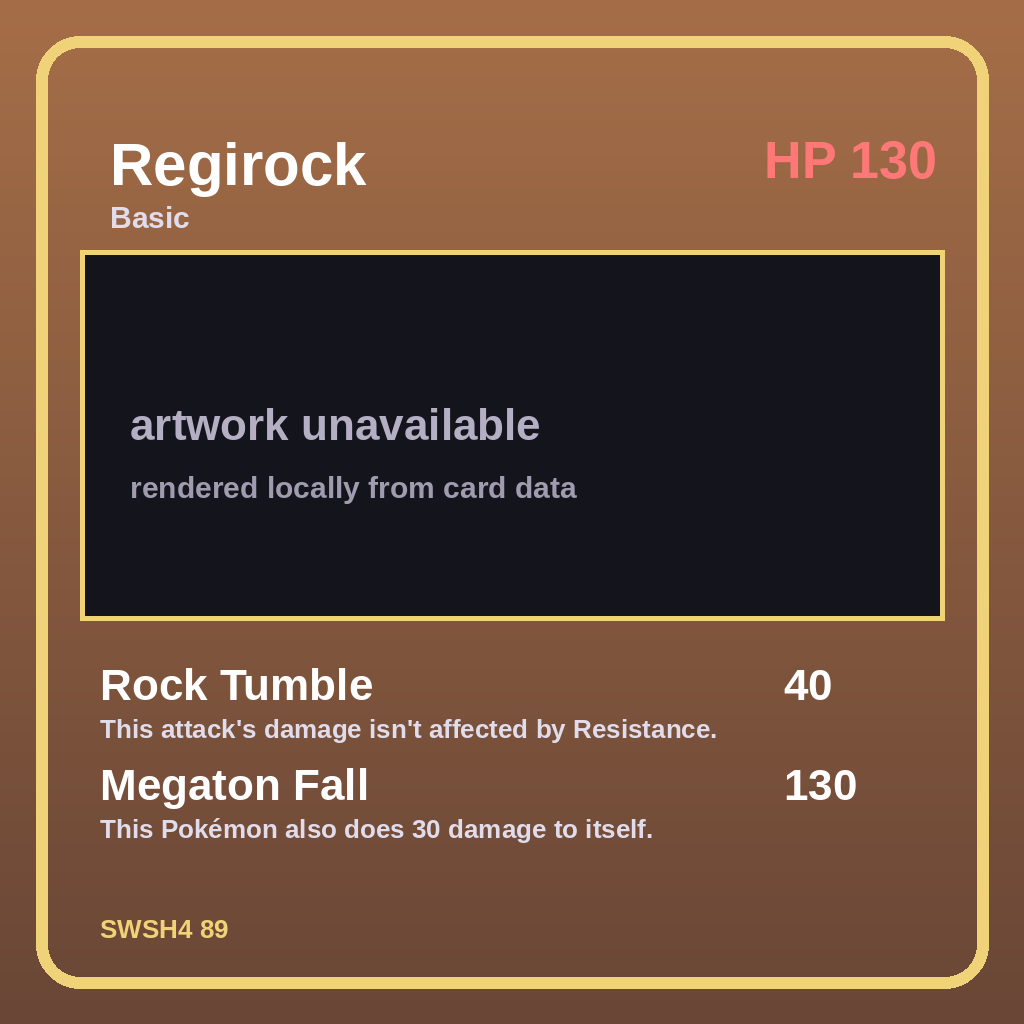 Regirock
HP 130
Basic
artwork unavailable
rendered locally from card data
Rock Tumble 40
This attack's damage isn't affected by Resistance.
Megaton Fall 130
This Pokémon also does 30 damage to itself.
SWSH4 89